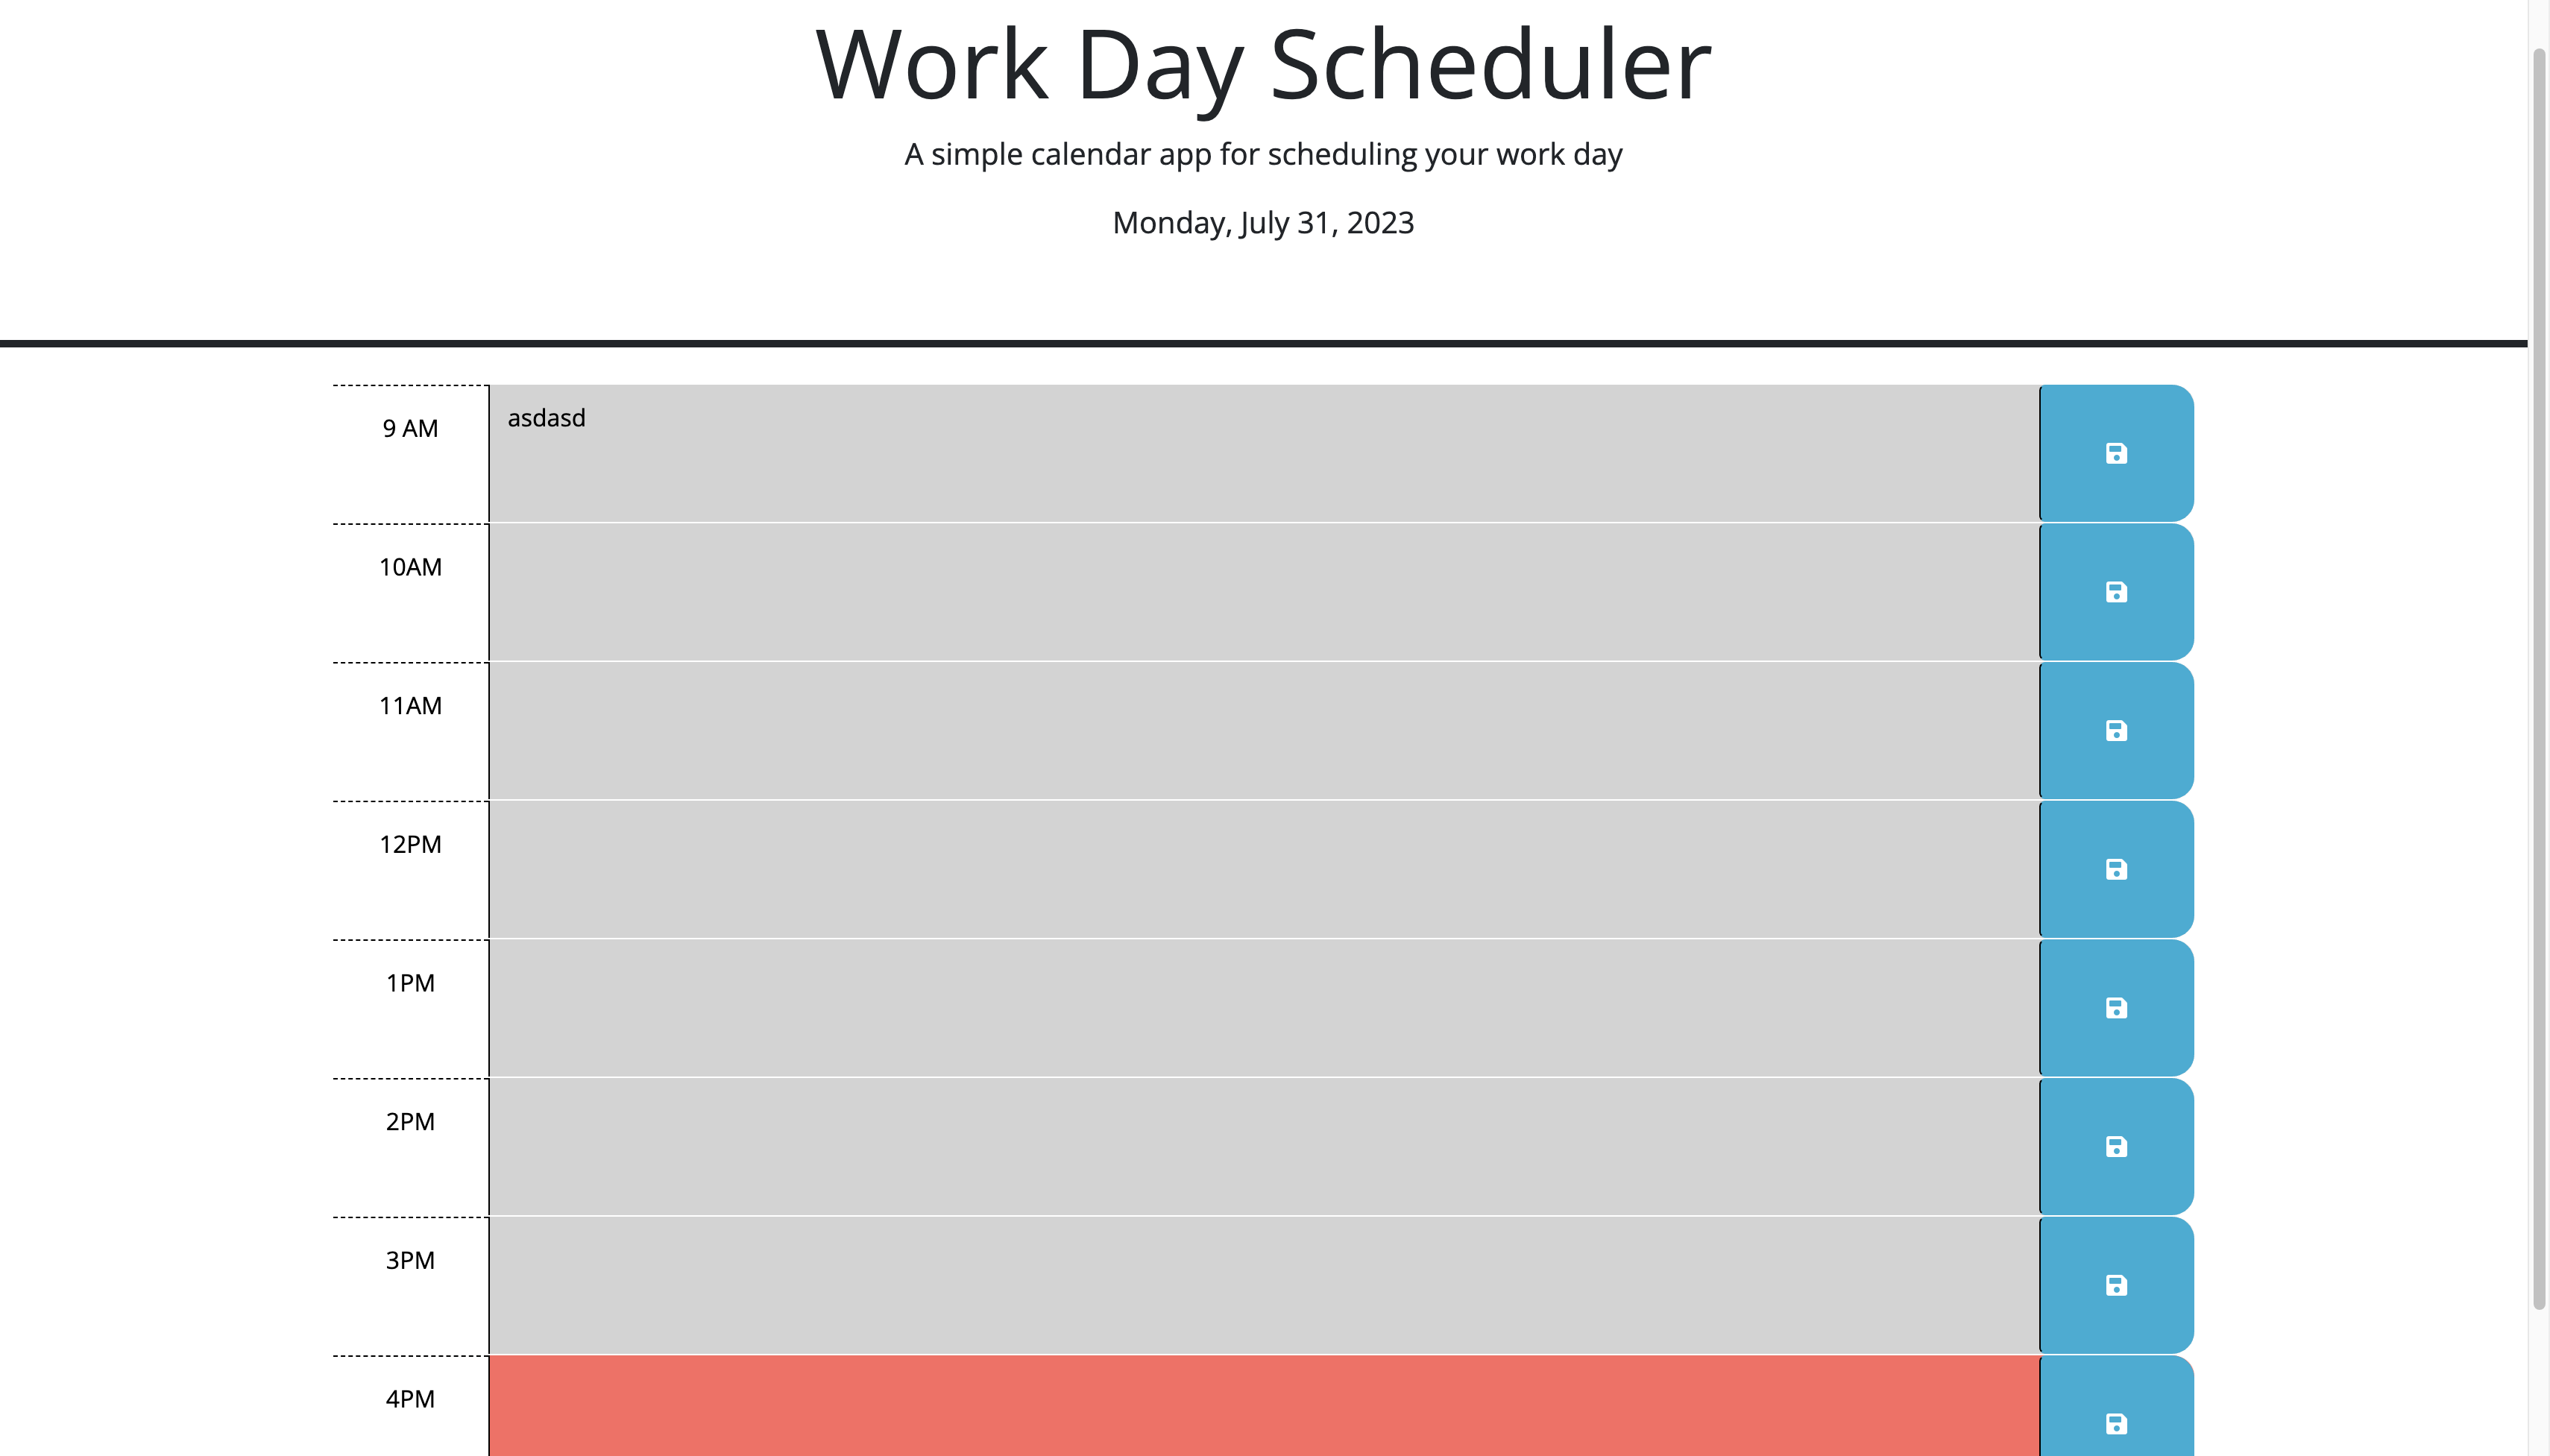 Work Day Scheduler
A simple calendar app for scheduling your work day
Monday, July 31, 2023
9 AM
asdasd
10AM
11AM
12PM
1PM
2PM
3PM
4PM